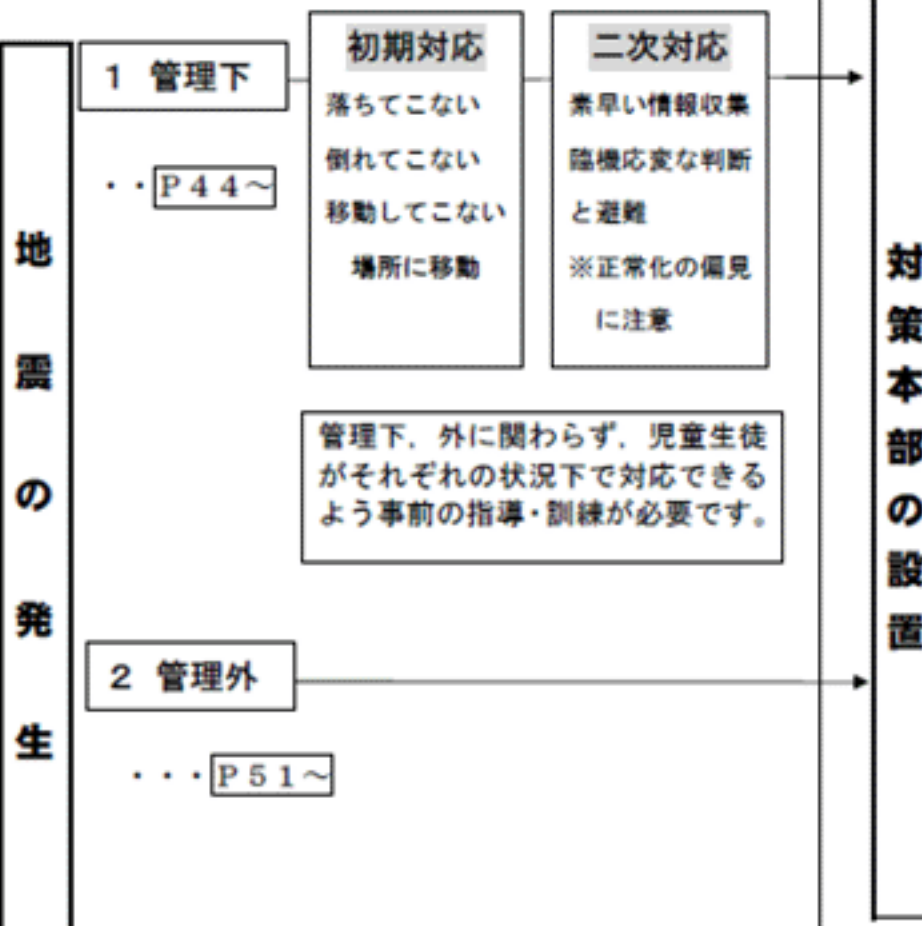 地震の発生
1 管理下
・・P44～
初期対応
落ちてこない
倒れてこない
移動してこない
場所に移動
二次対応
素早い情報収集
臨機応変な判断
と避難
※正常化の偏見
に注意
管理下，外に関わらず，児童生徒
がそれぞれの状況下で対応できる
よう事前の指導・訓練が必要です。
2 管理外
・・・P51～
対策本部の設置